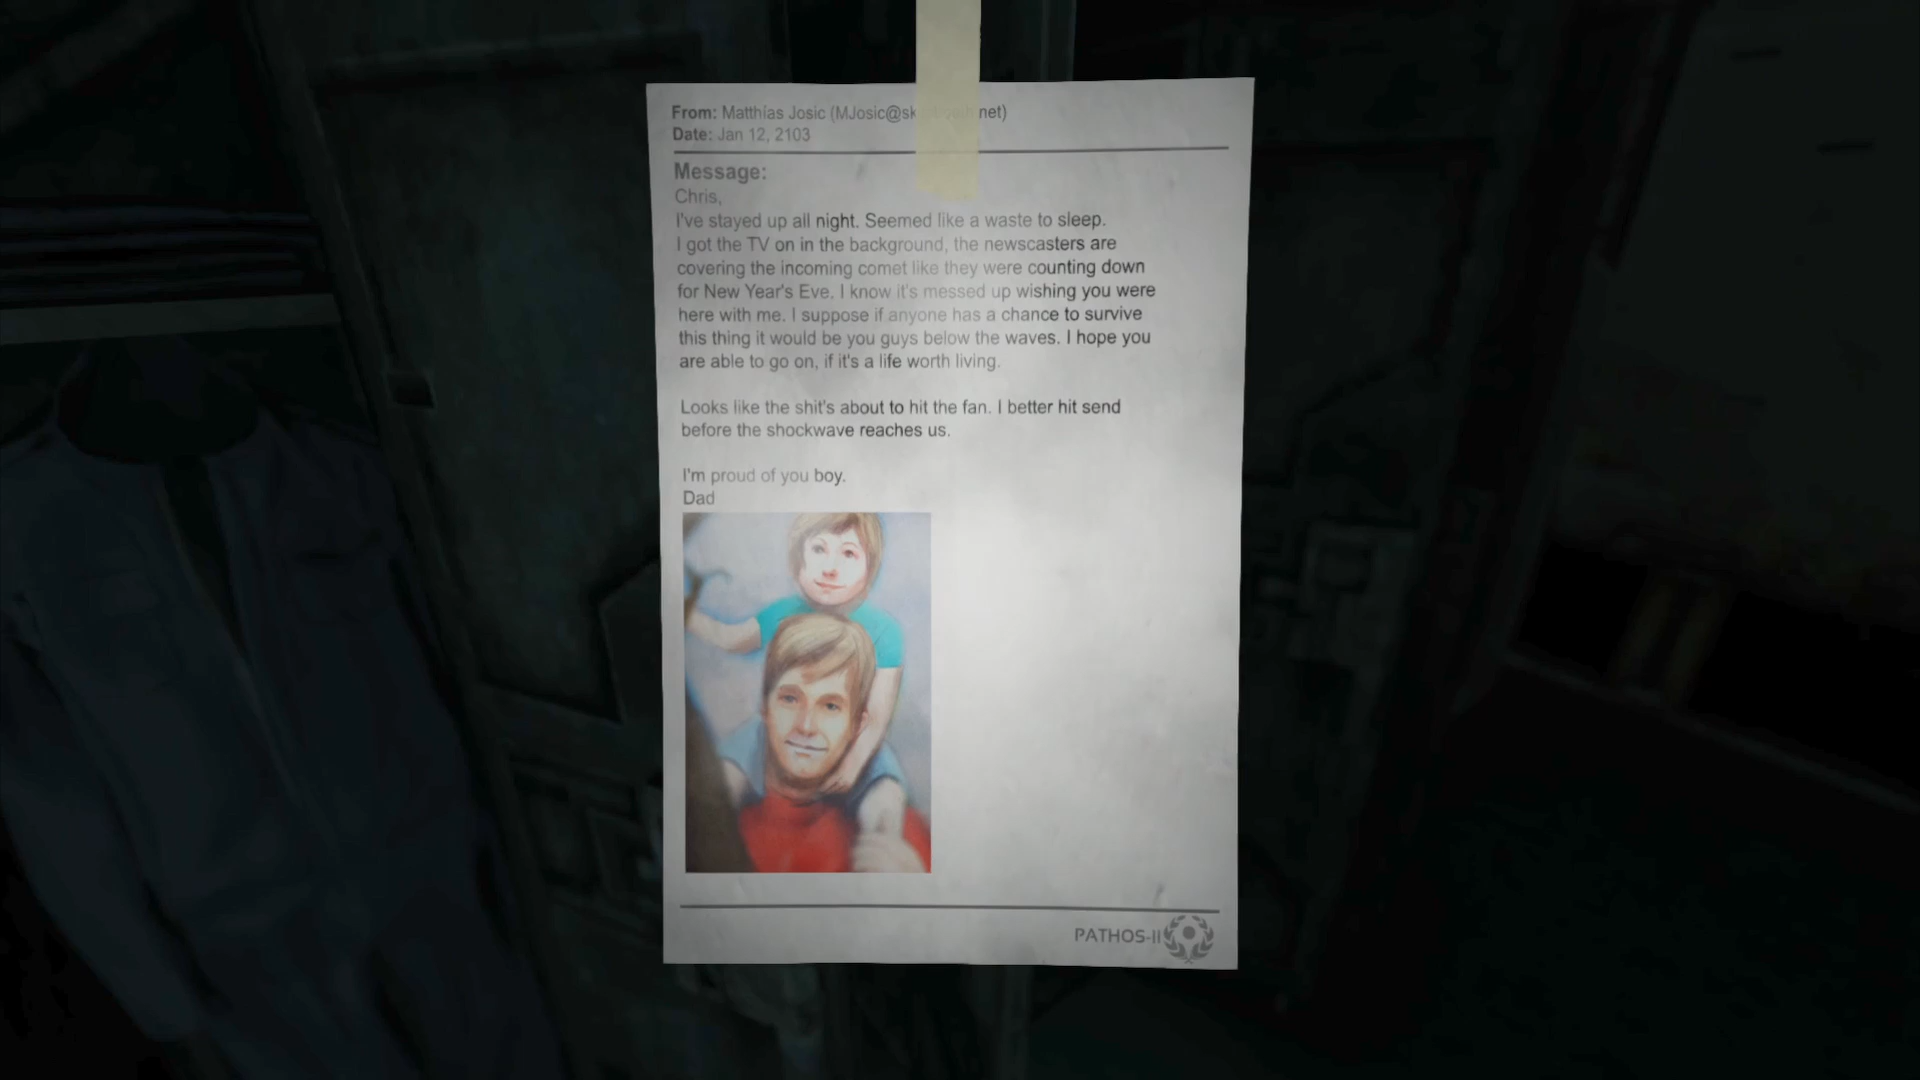 From: Matthias Josic (MJosic@sk net)
Date: Jan 12, 2103
Message:
Chris,
I've stayed up all night. Seemed like a waste to sleep.
I got the TV on in the background, the newscasters are
covering the incoming comet like they were counting down
for New Year's Eve. I know it's messed up wishing you were
here with me. I suppose if anyone has a chance to survive
this thing it would be you guys below the waves. I hope you
are able to go on, if it's a life worth living.
Looks like the shit's about to hit the fan. I better hit send
before the shockwave reaches us.
I'm proud of you boy.
Dad
PATHOS-II